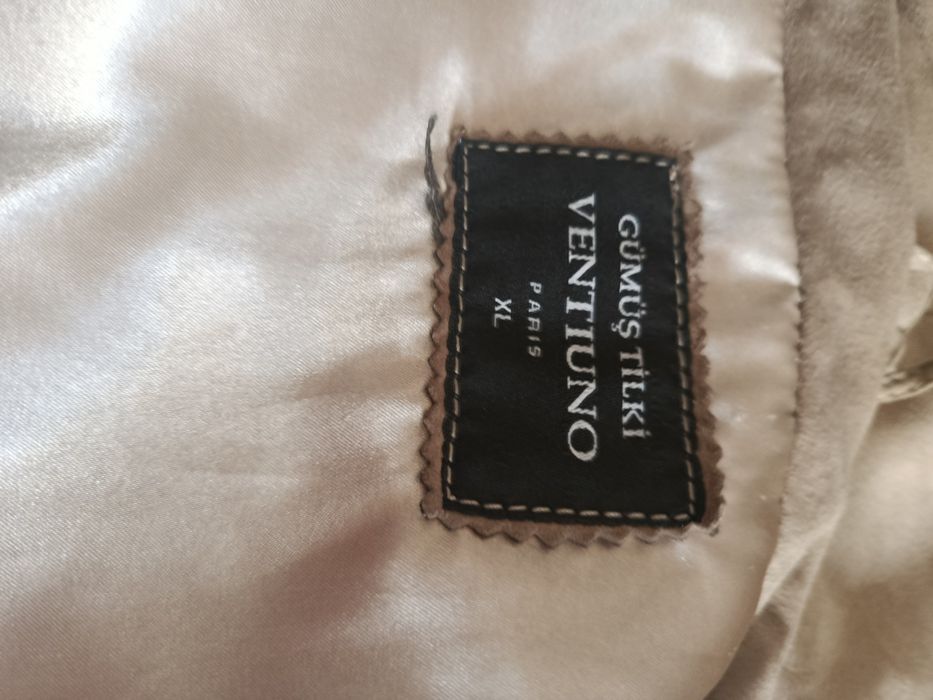 GÜMÜŞ TİLKİ
VENTIUNO
PARIS
XL